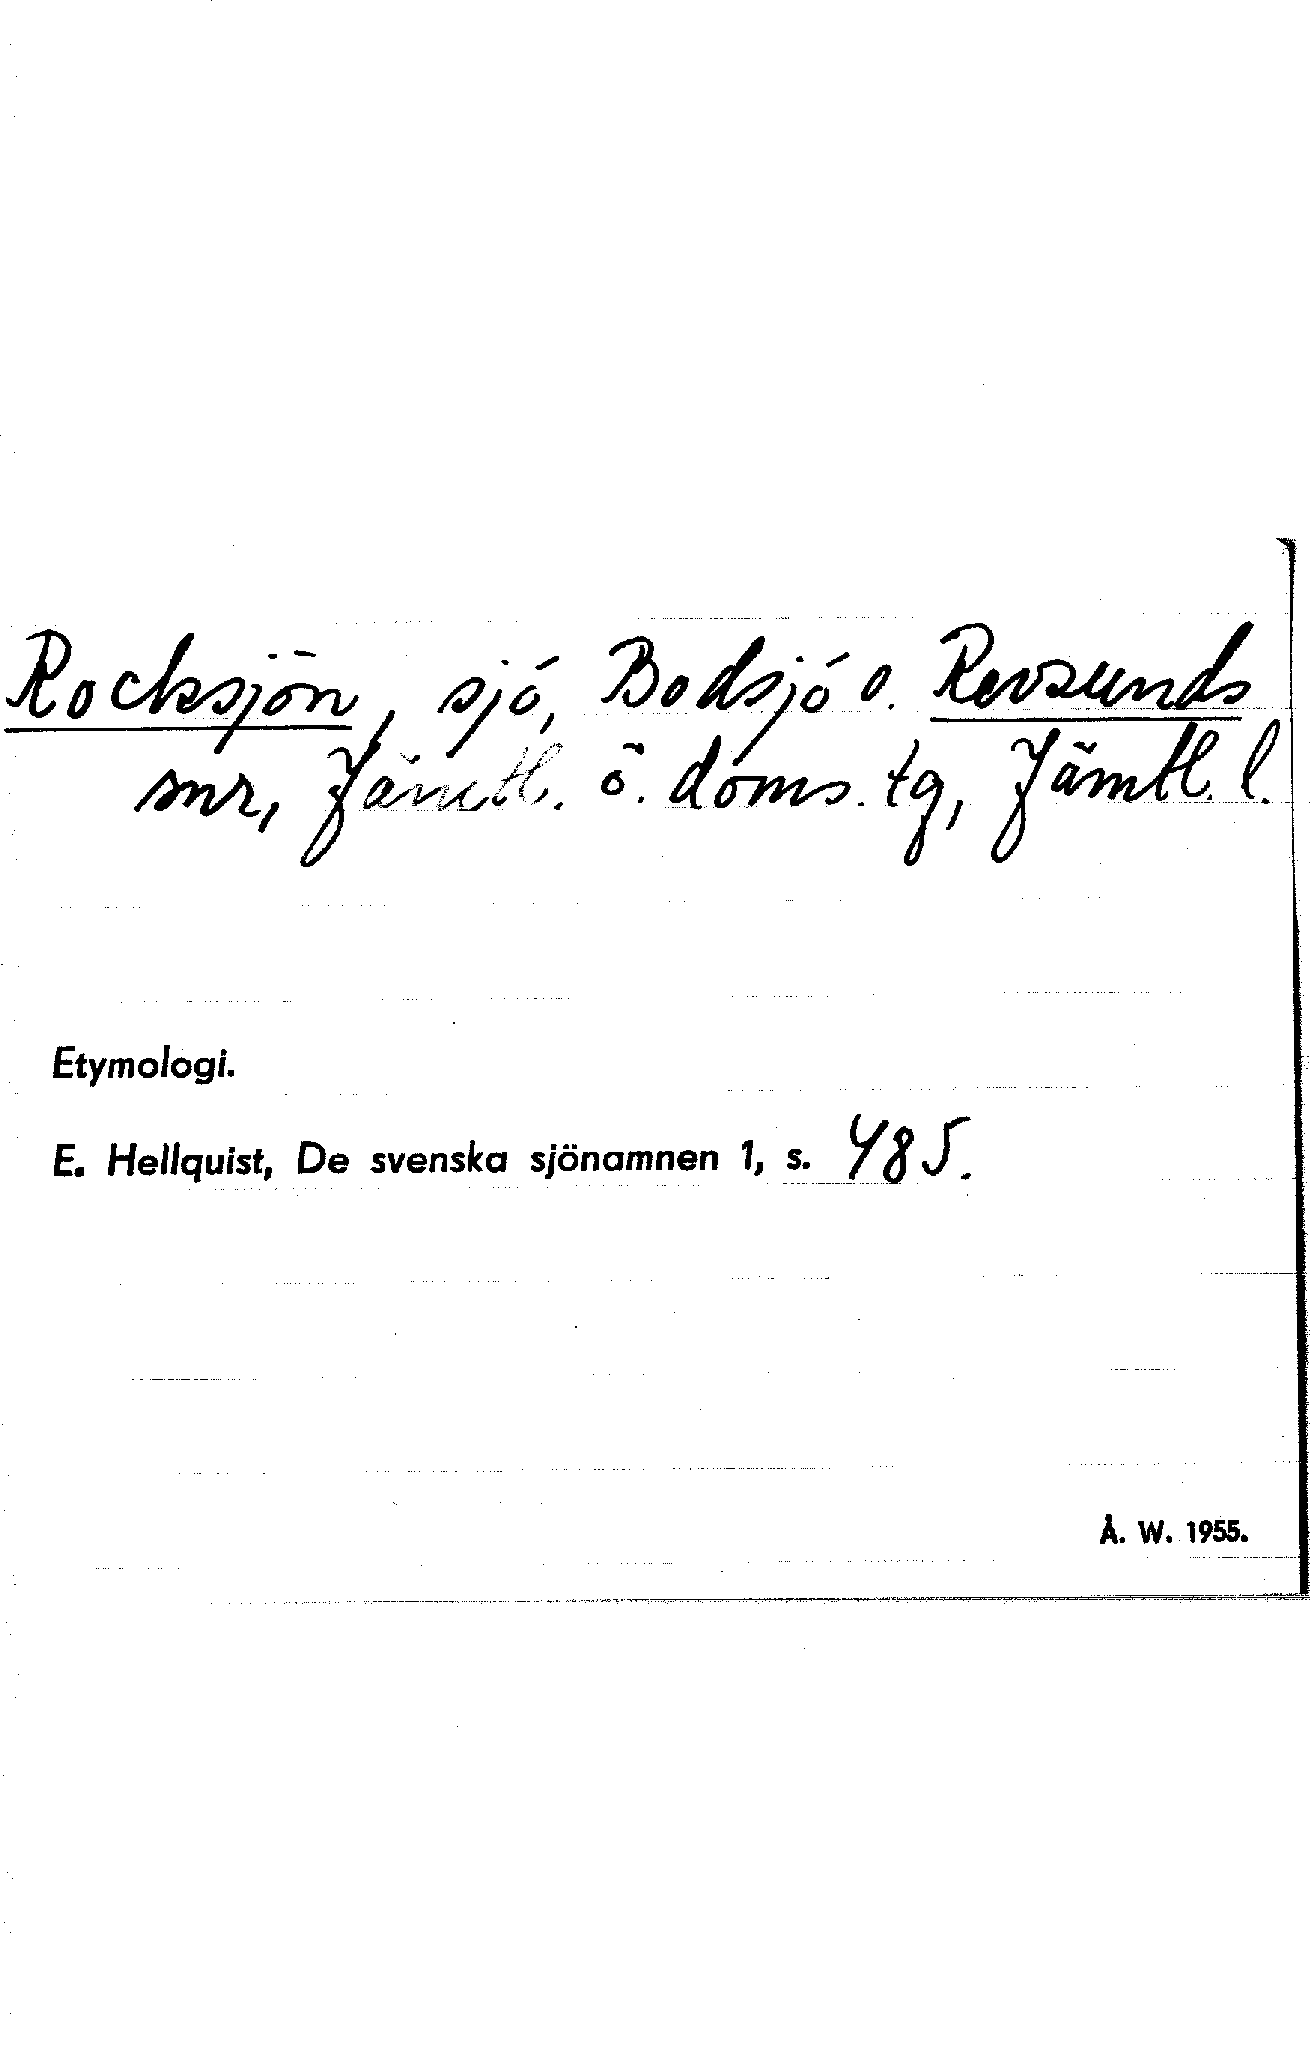 Rocksjön, sjö, Bodsjö o. Revsunds
snr, Jämtl. ö. doms. tg, Jämtl. l.
Etymologi.
E. Hellquist, De svenska sjönamnen 1, s. 485.
Å. W. 1955.